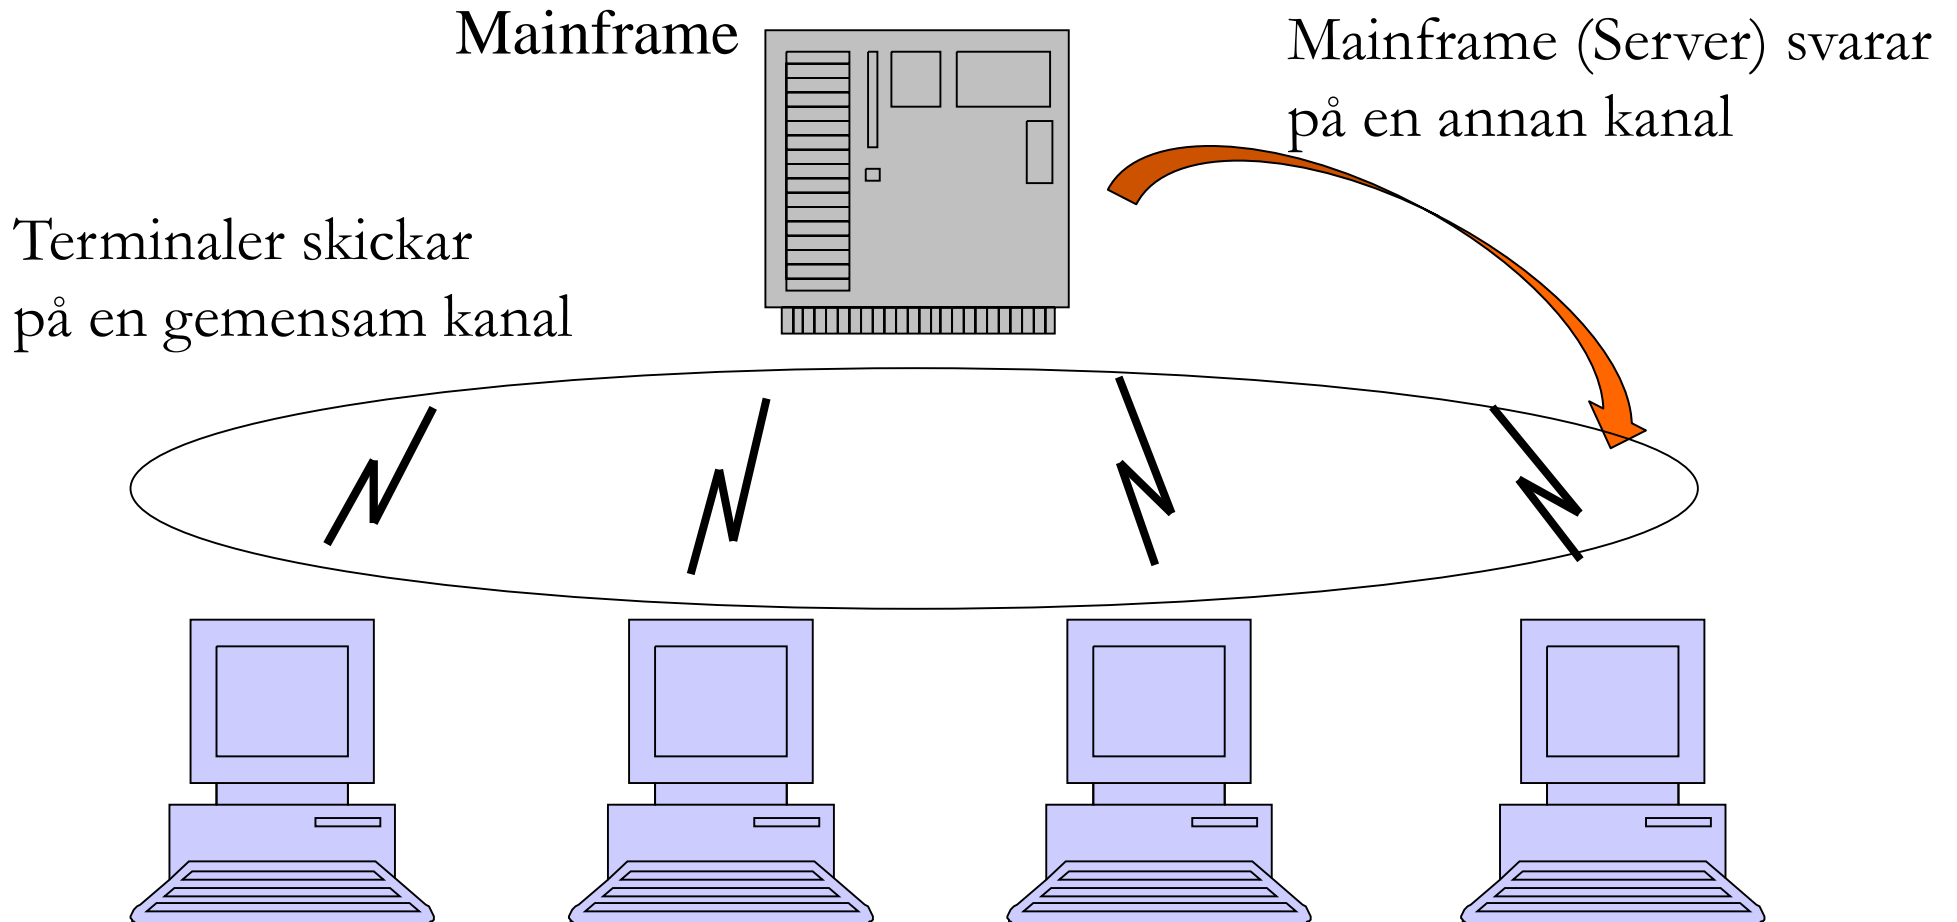 Mainframe
Mainframe (Server) svarar
på en annan kanal
Terminaler skickar
på en gemensam kanal